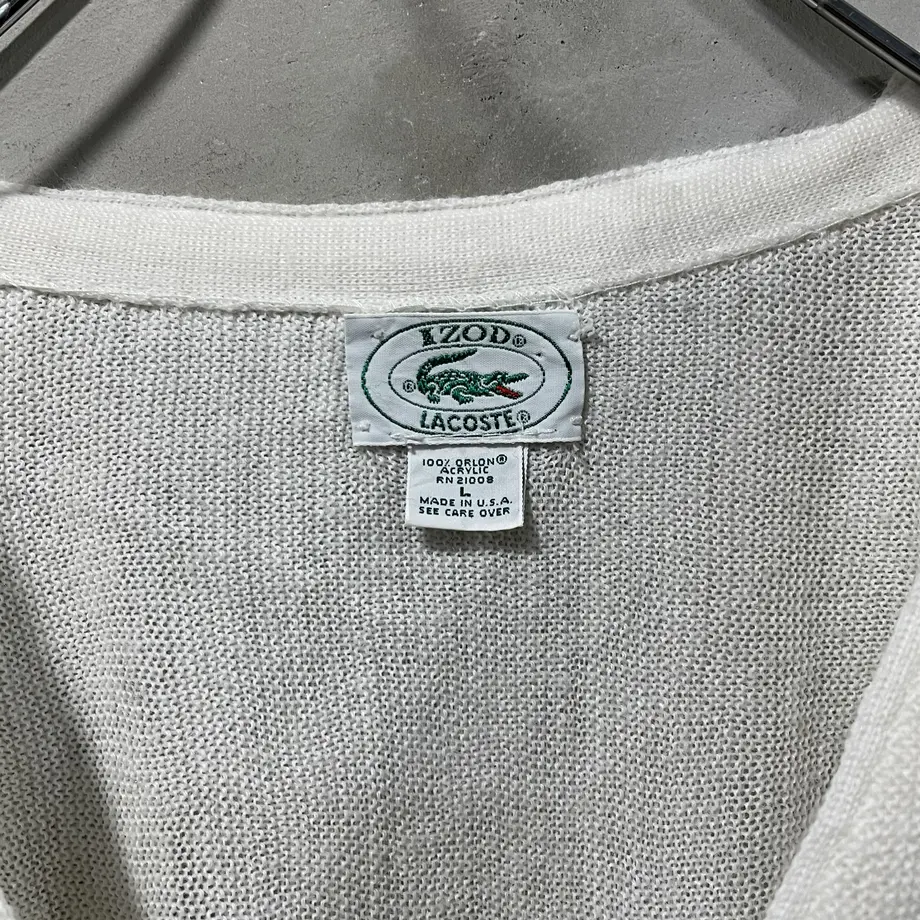 IZOD®
®
LACOSTE®
100% ORLON®
ACRYLIC
RN 21008
L
MADE IN U.S.A.
SEE CARE OVER